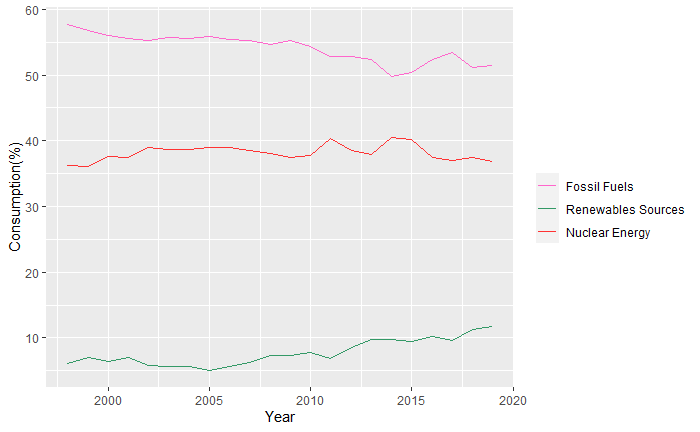 60
50
40
30
20
10
Consumption(%)
2000 2005 2010 2015 2020
Year
Fossil Fuels
Renewables Sources
Nuclear Energy